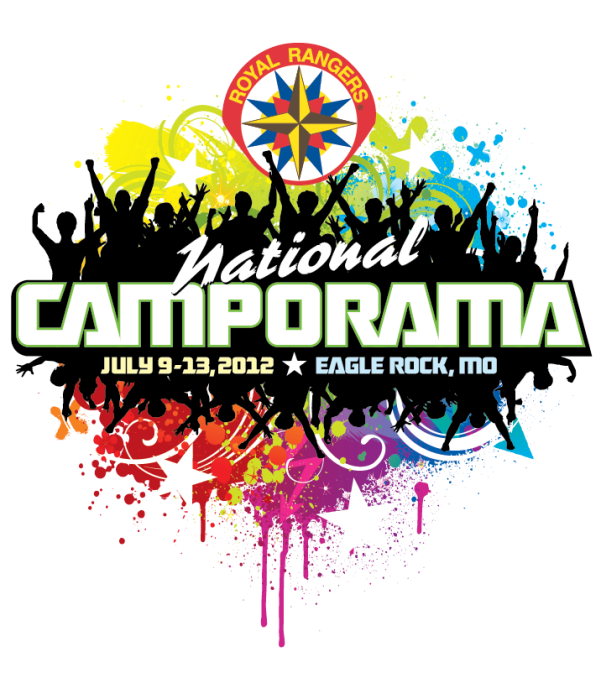 ROYAL RANGERS®
National
CAMPORAMA
JULY 9-13, 2012 ★ EAGLE ROCK, MO